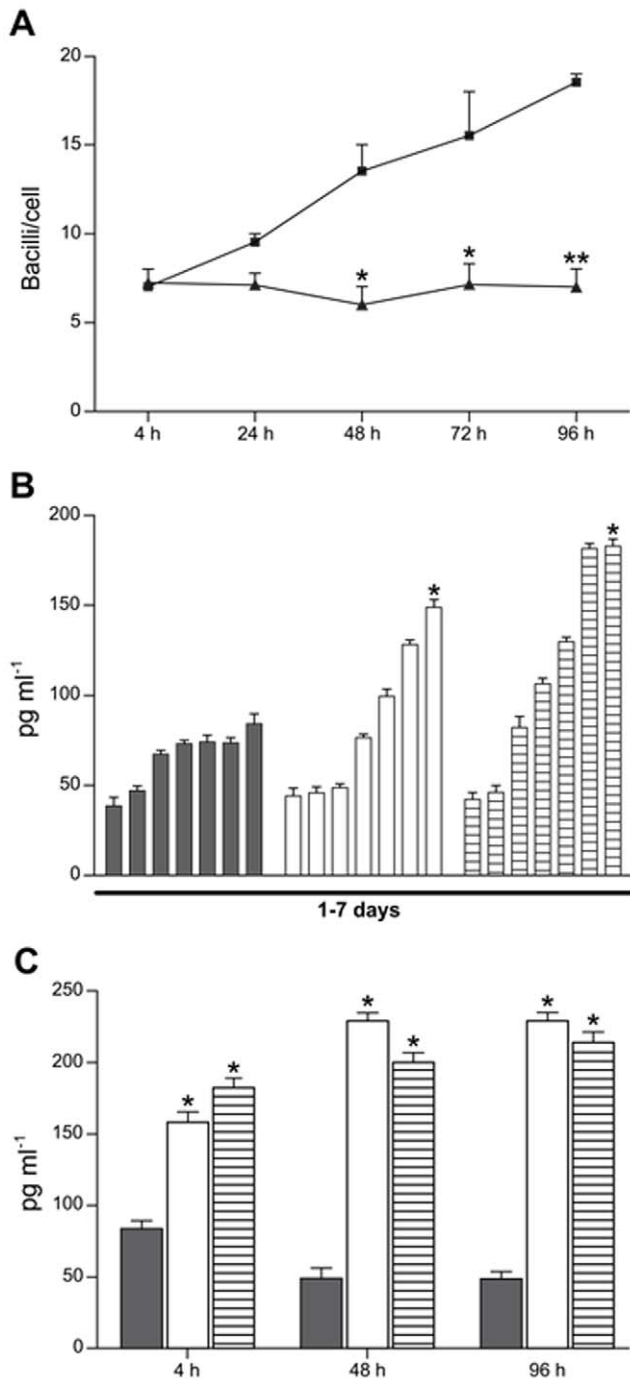 A
20
15
10
5
0
Bacilli/cell
* * **
4 h 24 h 48 h 72 h 96 h
B
200
150
100
50
0
pg ml-1
* *
1-7 days
C
250
200
150
100
50
0
pg ml-1
* * * * * *
4 h 48 h 96 h